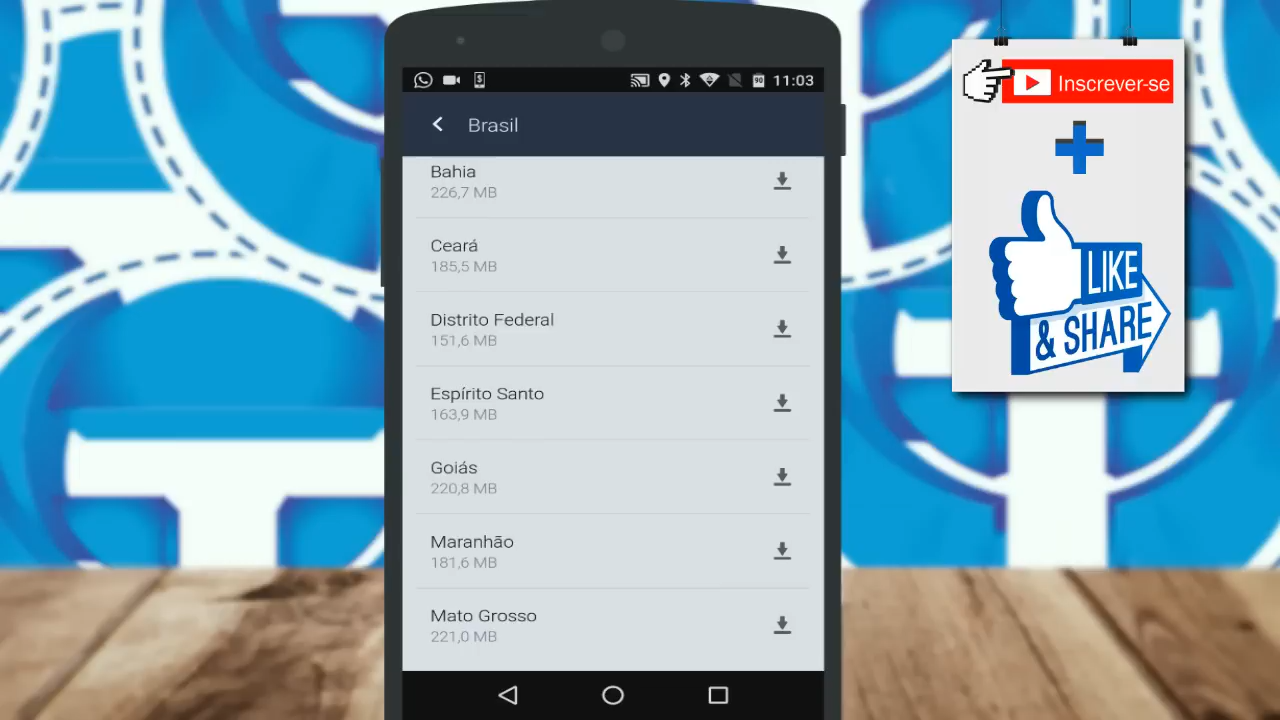 11:03
Brasil
Bahia
226,7 MB
Ceará
185,5 MB
Distrito Federal
151,6 MB
Espírito Santo
163,9 MB
Goiás
220,8 MB
Maranhão
181,6 MB
Mato Grosso
221,0 MB
Inscrever-se
LIKE
& SHARE